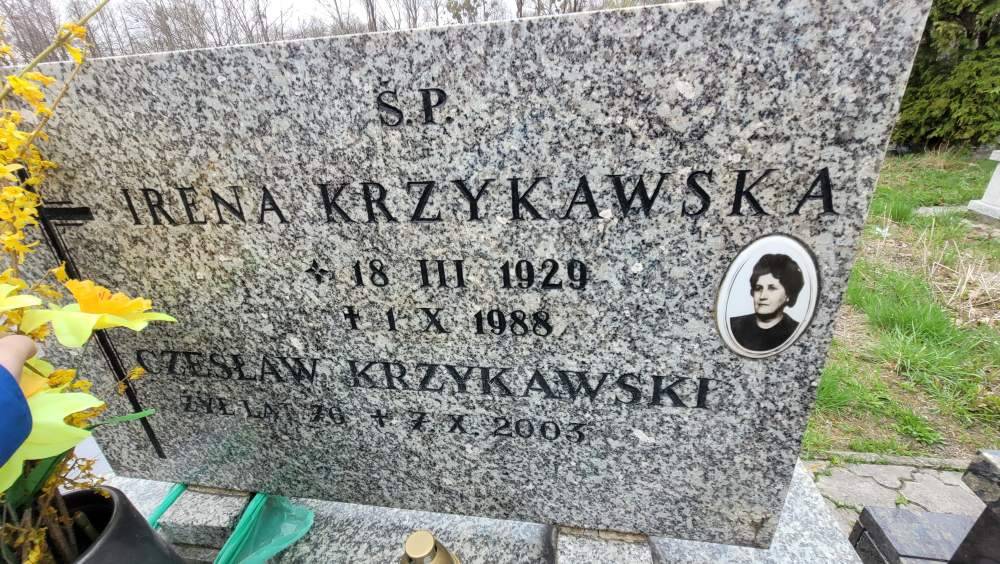 Ś.P.
IRENA KRZYKAWSKA
18 III 1929
† 1 X 1988
CZESŁAW KRZYKAWSKI
ŻYŁ LAT 76 † 7. X. 2003